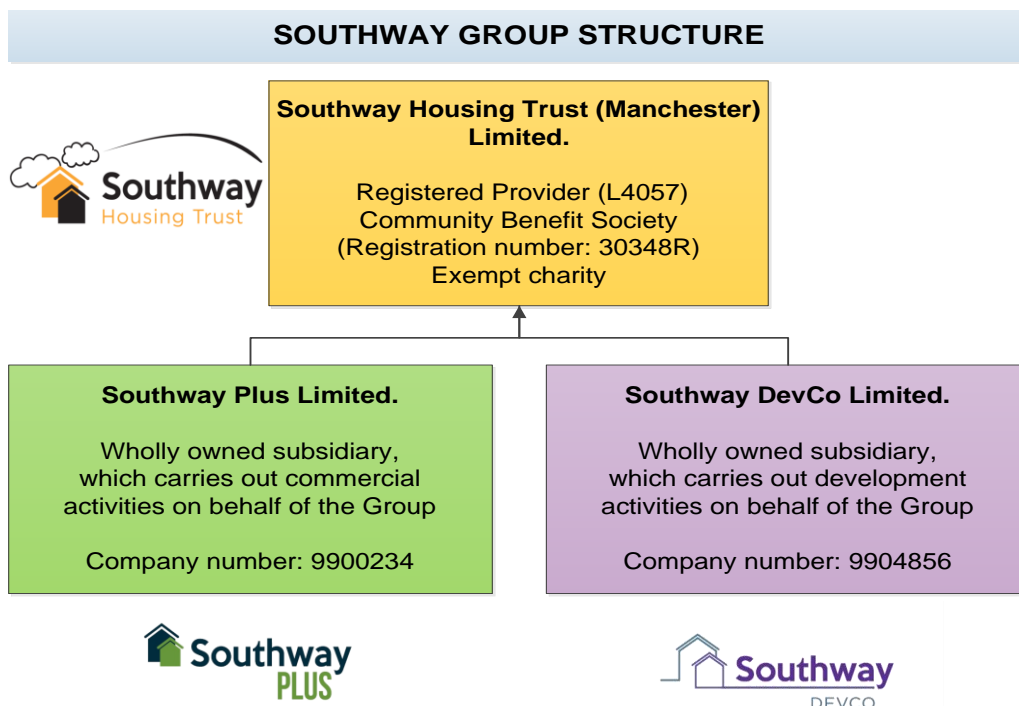 SOUTHWAY GROUP STRUCTURE
Southway Housing Trust (Manchester)
Limited.
Registered Provider (L4057)
Community Benefit Society
(Registration number: 30348R)
Exempt charity
Southway
Housing Trust
Southway Plus Limited.
Wholly owned subsidiary,
which carries out commercial
activities on behalf of the Group
Company number: 9900234
Southway DevCo Limited.
Wholly owned subsidiary,
which carries out development
activities on behalf of the Group
Company number: 9904856
Southway
PLUS
Southway
DEVCO